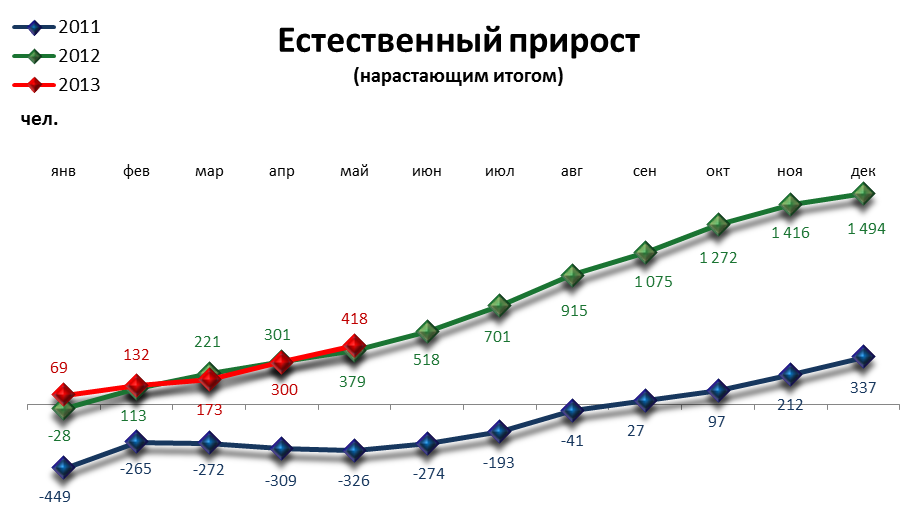 2011
2012
2013
Естественный прирост
(нарастающим итогом)
чел.
янв фев мар апр май июн июл авг сен окт ноя дек
69 132 173 300 418
-28 113 221 301 379 518 701 915 1 075 1 272 1 416 1 494
-449 -265 -272 -309 -326 -274 -193 -41 27 97 212 337